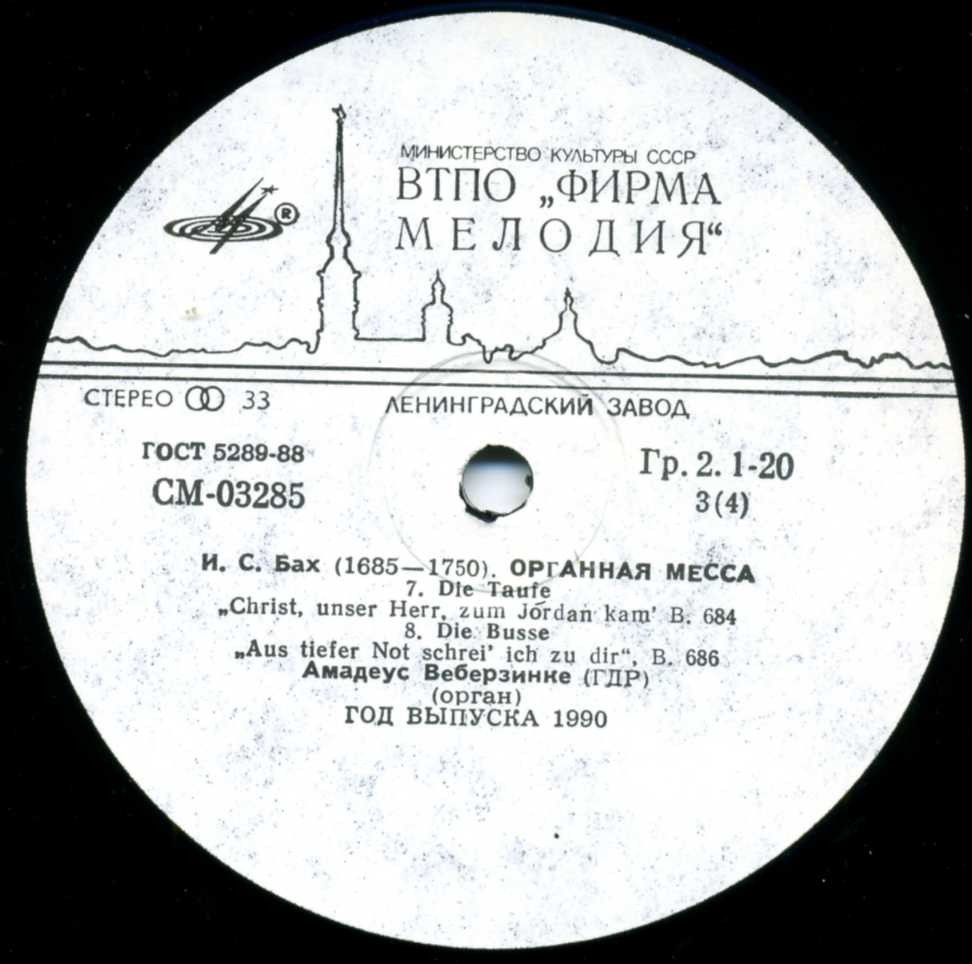 МИНИСТЕРСТВО КУЛЬТУРЫ СССР
ВТПО „ФИРМА
МЕЛОДИЯ“
®
СТЕРЕО 33
ЛЕНИНГРАДСКИЙ ЗАВОД
ГОСТ 5289-88
СМ-03285
Гр. 2. 1-20
3(4)
И. С. Бах (1685—1750). ОРГАННАЯ МЕССА
7. Die Taufe
„Christ, unser Herr, zum Jordan kam' B. 684
8. Die Busse
„Aus tiefer Not schrei' ich zu dir“, B. 686
Амадеус Веберзинке (ГДР)
(орган)
ГОД ВЫПУСКА 1990